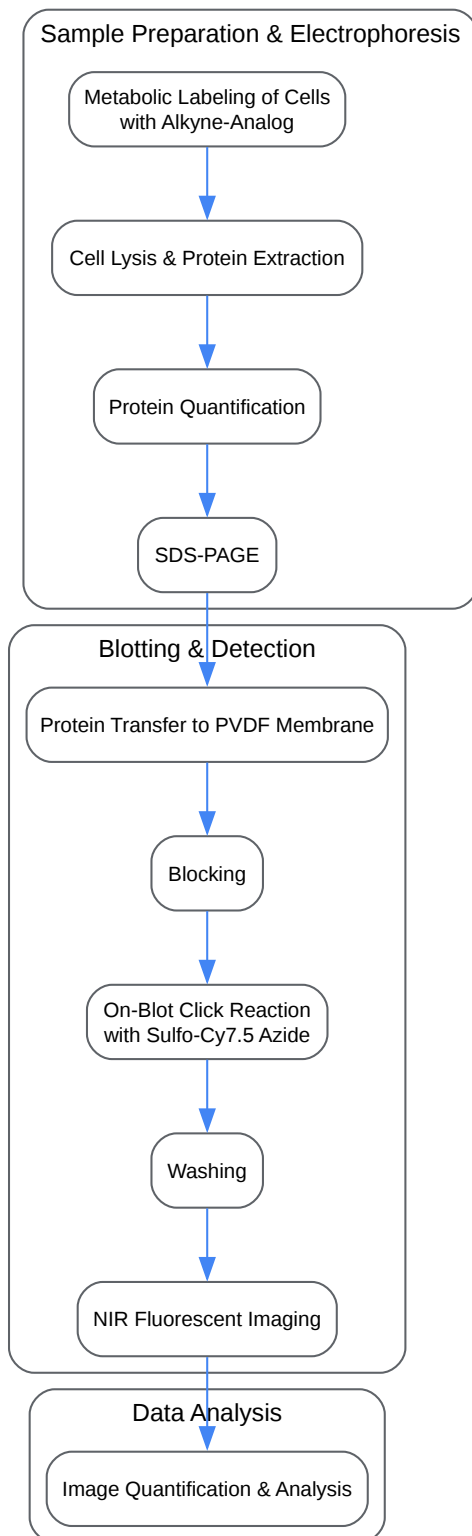 Sample Preparation & Electrophoresis
Metabolic Labeling of Cells
with Alkyne-Analog
Cell Lysis & Protein Extraction
Protein Quantification
SDS-PAGE
Blotting & Detection
Protein Transfer to PVDF Membrane
Blocking
On-Blot Click Reaction
with Sulfo-Cy7.5 Azide
Washing
NIR Fluorescent Imaging
Data Analysis
Image Quantification & Analysis